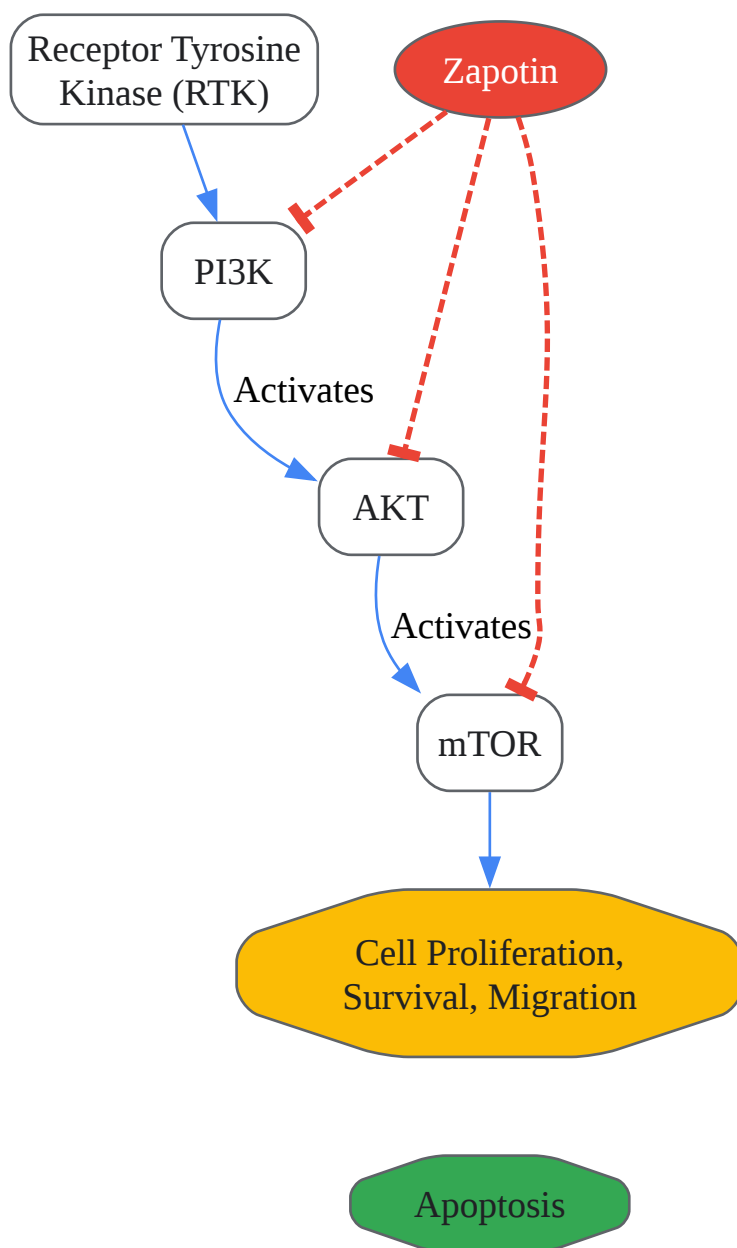 Receptor Tyrosine
Kinase (RTK)
Zapotin
PI3K
Activates
AKT
Activates
mTOR
Cell Proliferation,
Survival, Migration
Apoptosis